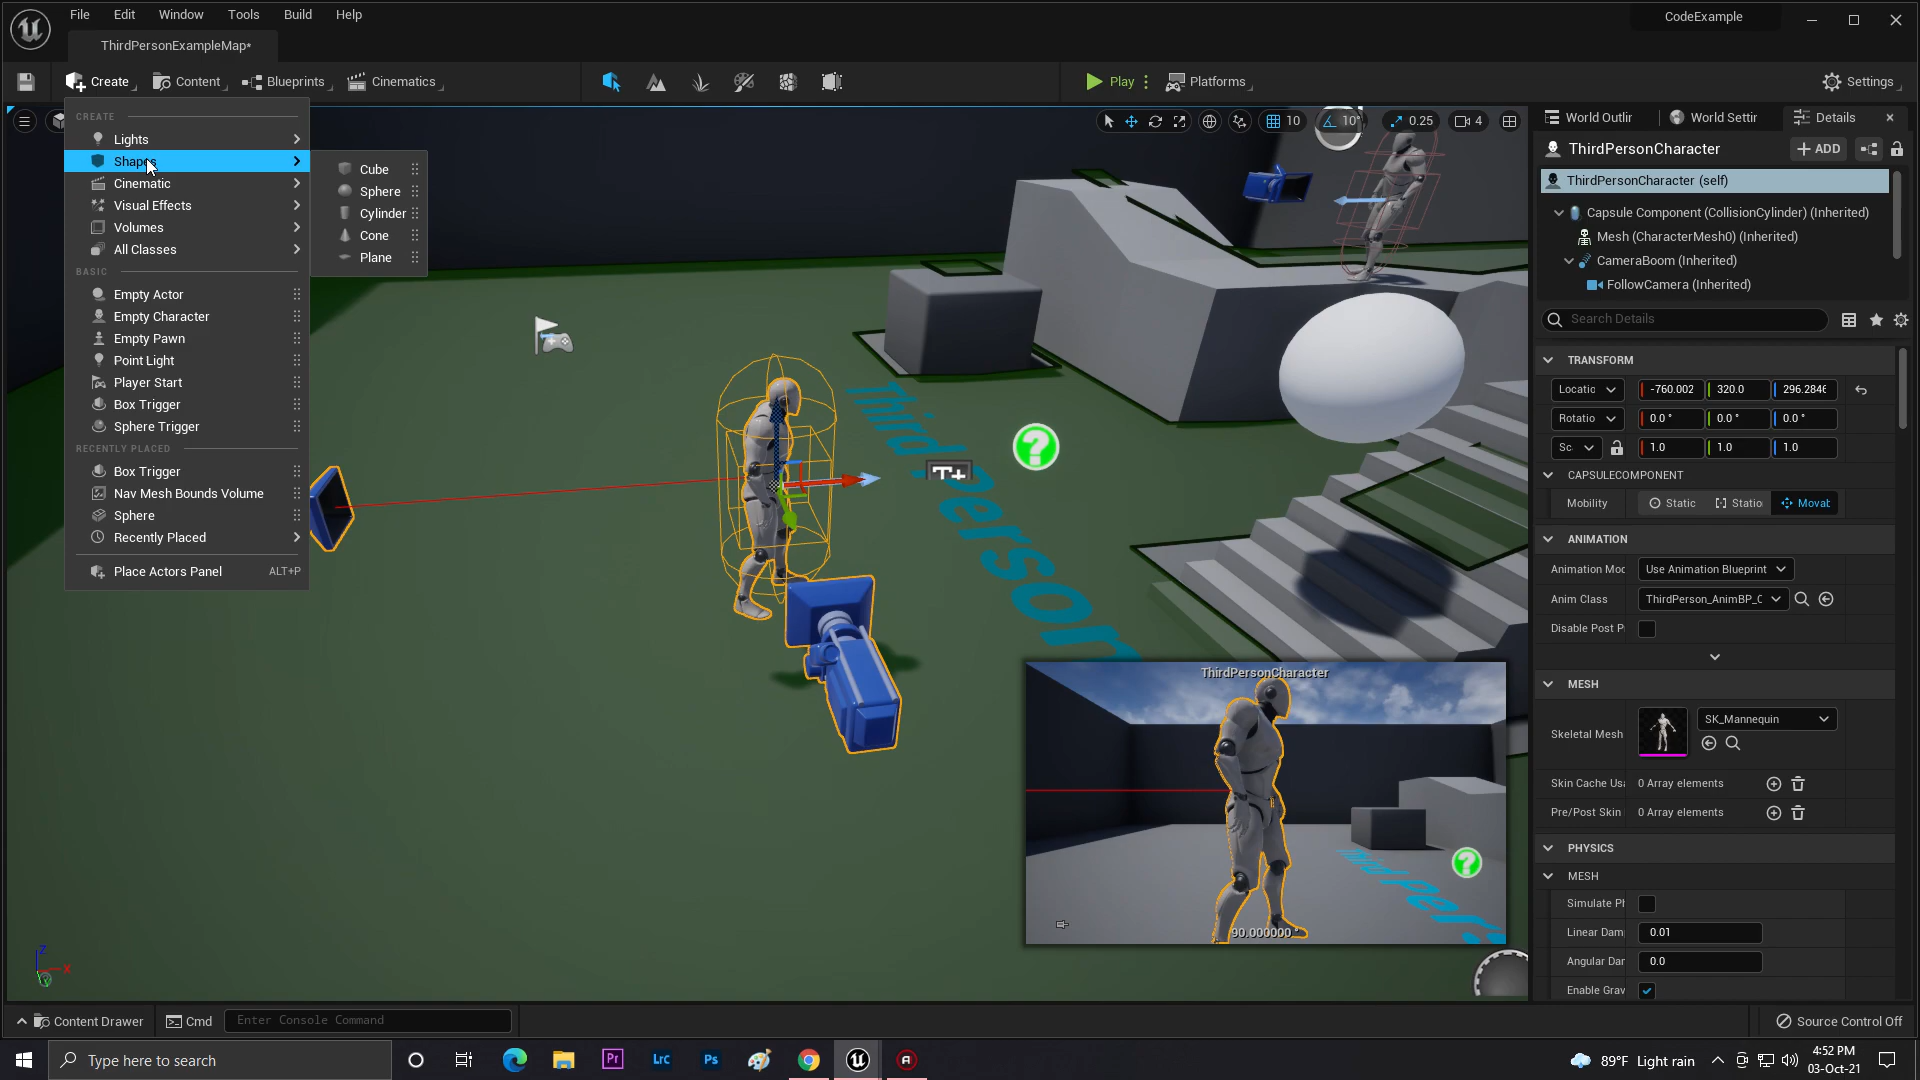 File Edit Window Tools Build Help
CodeExample
ThirdPersonExampleMap*
Create Content Blueprints Cinematics Play Platforms Settings
CREATE
Lights
Shapes
Cinematic
Visual Effects
Volumes
All Classes
BASIC
Empty Actor
Empty Character
Empty Pawn
Point Light
Player Start
Box Trigger
Sphere Trigger
RECENTLY PLACED
Box Trigger
Nav Mesh Bounds Volume
Sphere
Recently Placed
Place Actors Panel ALT+P
Cube
Sphere
Cylinder
Cone
Plane
10 10° 0.25 4
Third Person
T+
ThirdPersonCharacter
90.000000 °
Z
X
World Outlir World Settir Details
ThirdPersonCharacter + ADD
ThirdPersonCharacter (self)
Capsule Component (CollisionCylinder) (Inherited)
Mesh (CharacterMesh0) (Inherited)
CameraBoom (Inherited)
FollowCamera (Inherited)
Search Details
TRANSFORM
Locatio -760.002 320.0 296.2846
Rotatio 0.0 ° 0.0 ° 0.0 °
Sc. 1.0 1.0 1.0
CAPSULECOMPONENT
Mobility Static Statio Movat
ANIMATION
Animation Moc Use Animation Blueprint
Anim Class ThirdPerson_AnimBP_C
Disable Post P
MESH
Skeletal Mesh SK_Mannequin
Skin Cache Usa 0 Array elements
Pre/Post Skin 0 Array elements
PHYSICS
MESH
Simulate Ph
Linear Dam 0.01
Angular Dar 0.0
Enable Grav
Content Drawer Cmd Enter Console Command Source Control Off
Type here to search
Pr LrC Ps
89°F Light rain
4:52 PM
03-Oct-21